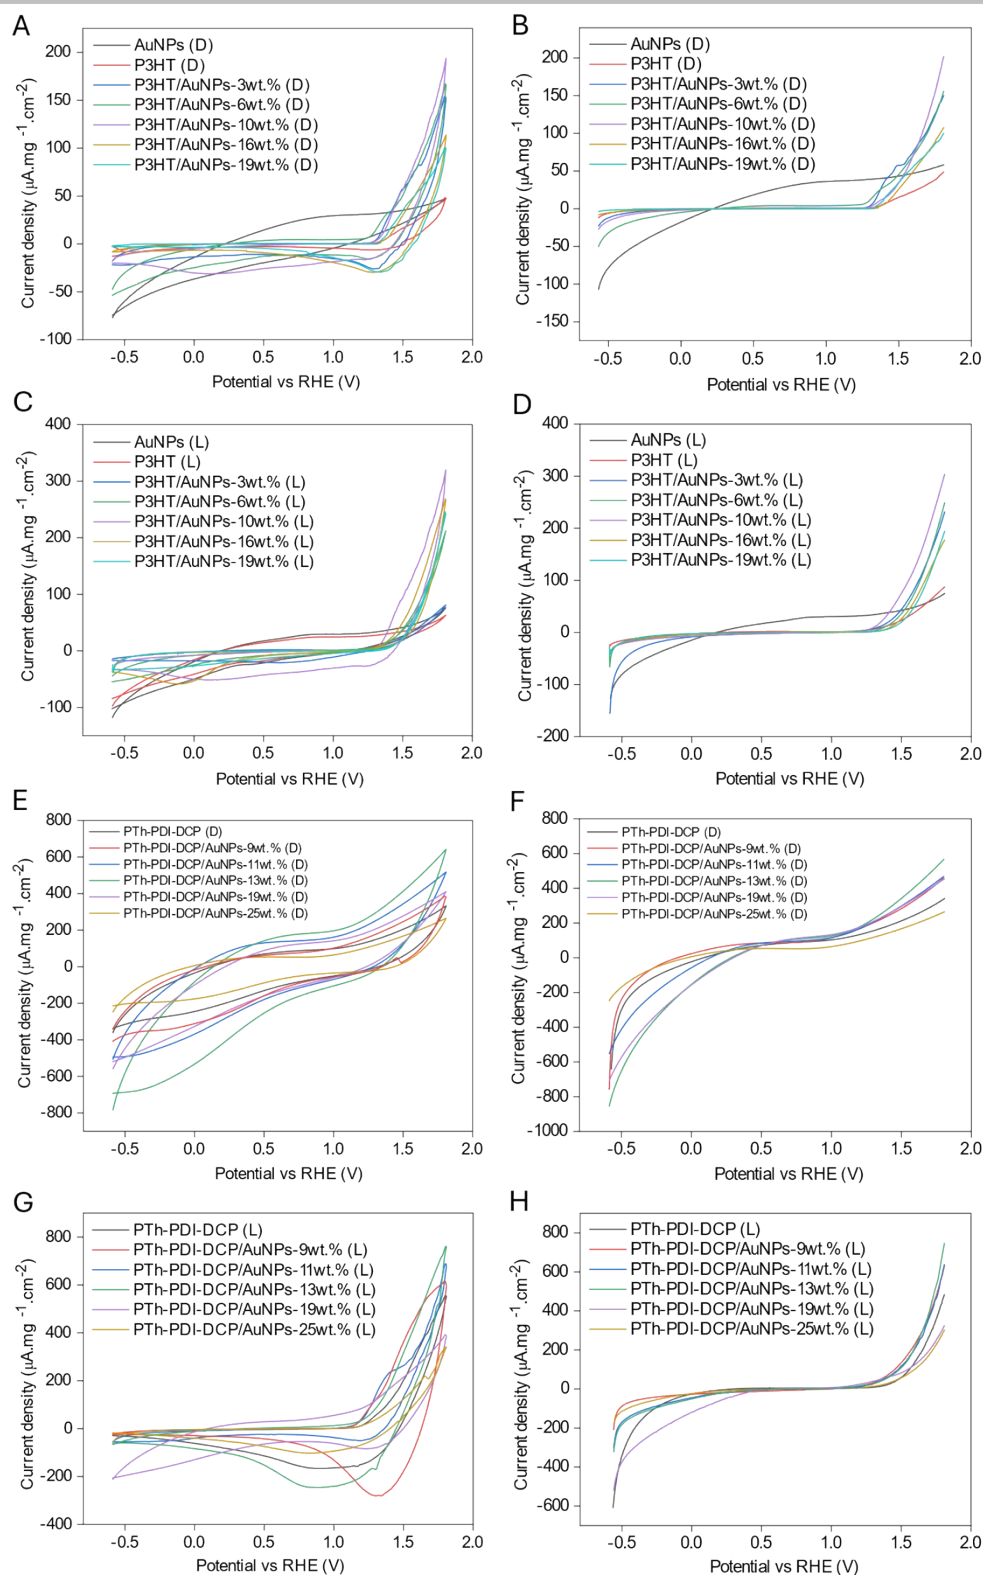 A
AuNPs (D)
P3HT (D)
P3HT/AuNPs-3wt.% (D)
P3HT/AuNPs-6wt.% (D)
P3HT/AuNPs-10wt.% (D)
P3HT/AuNPs-16wt.% (D)
P3HT/AuNPs-19wt.% (D)
200
150
100
50
0
-50
-100
Current density (µA.mg -1.cm-2)
-0.5 0.0 0.5 1.0 1.5 2.0
Potential vs RHE (V)
B
AuNPs (D)
P3HT (D)
P3HT/AuNPs-3wt.% (D)
P3HT/AuNPs-6wt.% (D)
P3HT/AuNPs-10wt.% (D)
P3HT/AuNPs-16wt.% (D)
P3HT/AuNPs-19wt.% (D)
200
150
100
50
0
-50
-100
-150
Current density (µA.mg -1.cm-2)
-0.5 0.0 0.5 1.0 1.5 2.0
Potential vs RHE (V)
C
AuNPs (L)
P3HT (L)
P3HT/AuNPs-3wt.% (L)
P3HT/AuNPs-6wt.% (L)
P3HT/AuNPs-10wt.% (L)
P3HT/AuNPs-16wt.% (L)
P3HT/AuNPs-19wt.% (L)
400
300
200
100
0
-100
Current density (µA.mg -1.cm-2)
-0.5 0.0 0.5 1.0 1.5 2.0
Potential vs RHE (V)
D
AuNPs (L)
P3HT (L)
P3HT/AuNPs-3wt.% (L)
P3HT/AuNPs-6wt.% (L)
P3HT/AuNPs-10wt.% (L)
P3HT/AuNPs-16wt.% (L)
P3HT/AuNPs-19wt.% (L)
400
300
200
100
0
-100
-200
Current density (µA.mg -1.cm-2)
-0.5 0.0 0.5 1.0 1.5 2.0
Potential vs RHE (V)
E
PTh-PDI-DCP (D)
PTh-PDI-DCP/AuNPs-9wt.% (D)
PTh-PDI-DCP/AuNPs-11wt.% (D)
PTh-PDI-DCP/AuNPs-13wt.% (D)
PTh-PDI-DCP/AuNPs-19wt.% (D)
PTh-PDI-DCP/AuNPs-25wt.% (D)
800
600
400
200
0
-200
-400
-600
-800
Current density (µA.mg -1.cm-2)
-0.5 0.0 0.5 1.0 1.5 2.0
Potential vs RHE (V)
F
PTh-PDI-DCP (D)
PTh-PDI-DCP/AuNPs-9wt.% (D)
PTh-PDI-DCP/AuNPs-11wt.% (D)
PTh-PDI-DCP/AuNPs-13wt.% (D)
PTh-PDI-DCP/AuNPs-19wt.% (D)
PTh-PDI-DCP/AuNPs-25wt.% (D)
800
600
400
200
0
-200
-400
-600
-800
-1000
Current density (µA.mg -1.cm-2)
-0.5 0.0 0.5 1.0 1.5 2.0
Potential vs RHE (V)
G
PTh-PDI-DCP (L)
PTh-PDI-DCP/AuNPs-9wt.% (L)
PTh-PDI-DCP/AuNPs-11wt.% (L)
PTh-PDI-DCP/AuNPs-13wt.% (L)
PTh-PDI-DCP/AuNPs-19wt.% (L)
PTh-PDI-DCP/AuNPs-25wt.% (L)
800
600
400
200
0
-200
-400
Current density (µA.mg -1.cm-2)
-0.5 0.0 0.5 1.0 1.5 2.0
Potential vs RHE (V)
H
PTh-PDI-DCP (L)
PTh-PDI-DCP/AuNPs-9wt.% (L)
PTh-PDI-DCP/AuNPs-11wt.% (L)
PTh-PDI-DCP/AuNPs-13wt.% (L)
PTh-PDI-DCP/AuNPs-19wt.% (L)
PTh-PDI-DCP/AuNPs-25wt.% (L)
800
600
400
200
0
-200
-400
-600
Current density (µA.mg -1.cm-2)
-0.5 0.0 0.5 1.0 1.5 2.0
Potential vs RHE (V)